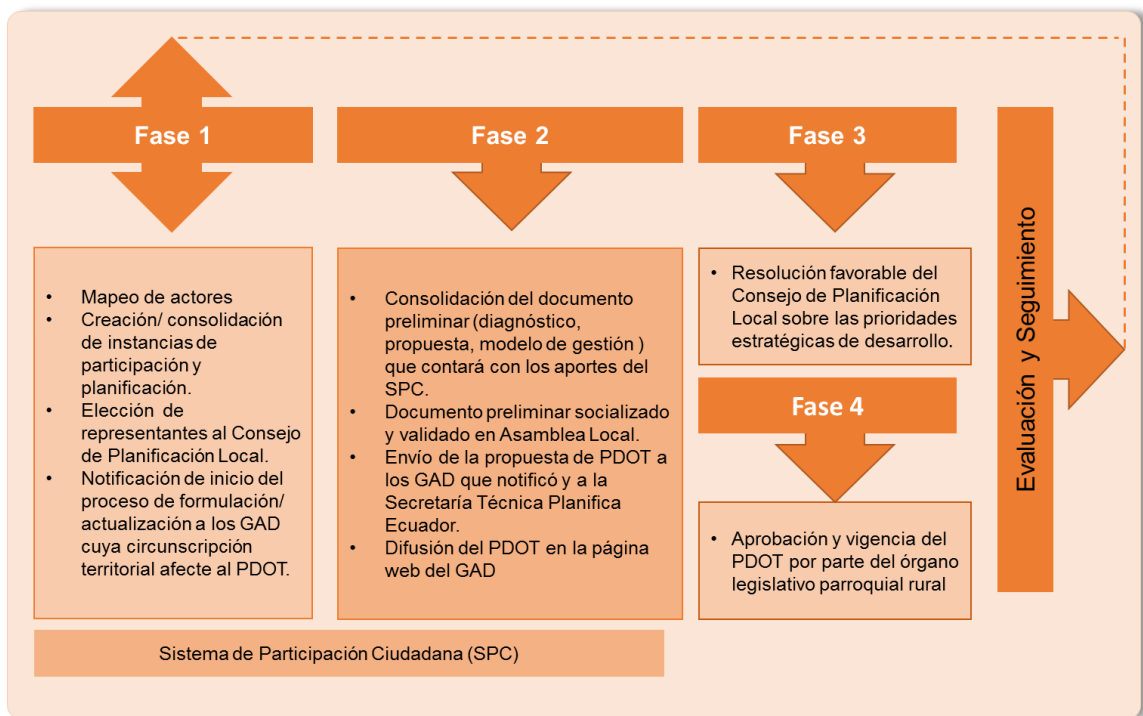 Fase 1
• Mapeo de actores
• Creación/ consolidación
de instancias de
participación y
planificación.
• Elección de
representantes al Consejo
de Planificación Local.
• Notificación de inicio del
proceso de formulación/
actualización a los GAD
cuya circunscripción
territorial afecte al PDOT.
Fase 2
• Consolidación del documento
preliminar (diagnóstico,
propuesta, modelo de gestión )
que contará con los aportes del
SPC.
• Documento preliminar socializado
y validado en Asamblea Local.
• Envío de la propuesta de PDOT a
los GAD que notificó y a la
Secretaría Técnica Planifica
Ecuador.
• Difusión del PDOT en la página
web del GAD
Sistema de Participación Ciudadana (SPC)
Fase 3
• Resolución favorable del
Consejo de Planificación
Local sobre las prioridades
estratégicas de desarrollo.
Fase 4
• Aprobación y vigencia del
PDOT por parte del órgano
legislativo parroquial rural
Evaluación y Seguimiento